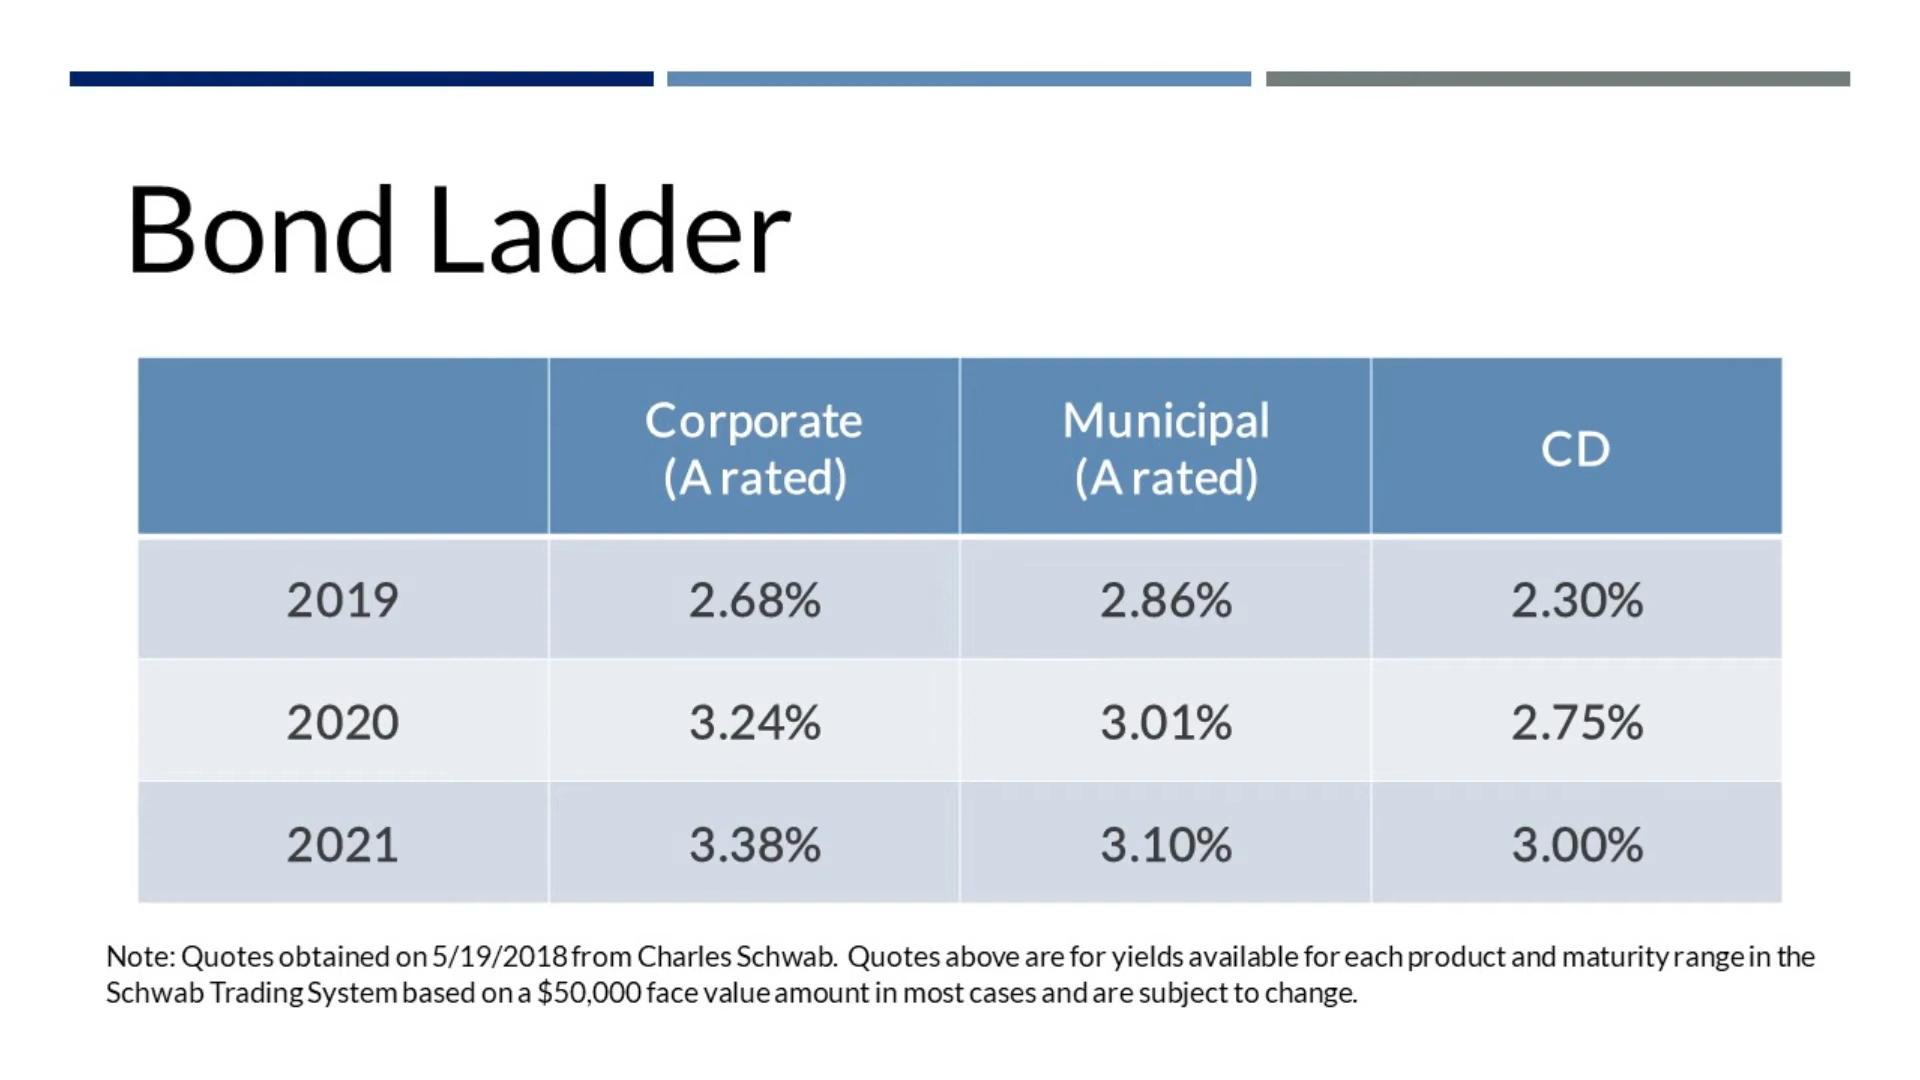 Bond Ladder
Corporate
(A rated)
Municipal
(A rated)
CD
2019 2.68% 2.86% 2.30%
2020 3.24% 3.01% 2.75%
2021 3.38% 3.10% 3.00%
Note: Quotes obtained on 5/19/2018 from Charles Schwab. Quotes above are for yields available for each product and maturity range in the
Schwab Trading System based on a $50,000 face value amount in most cases and are subject to change.